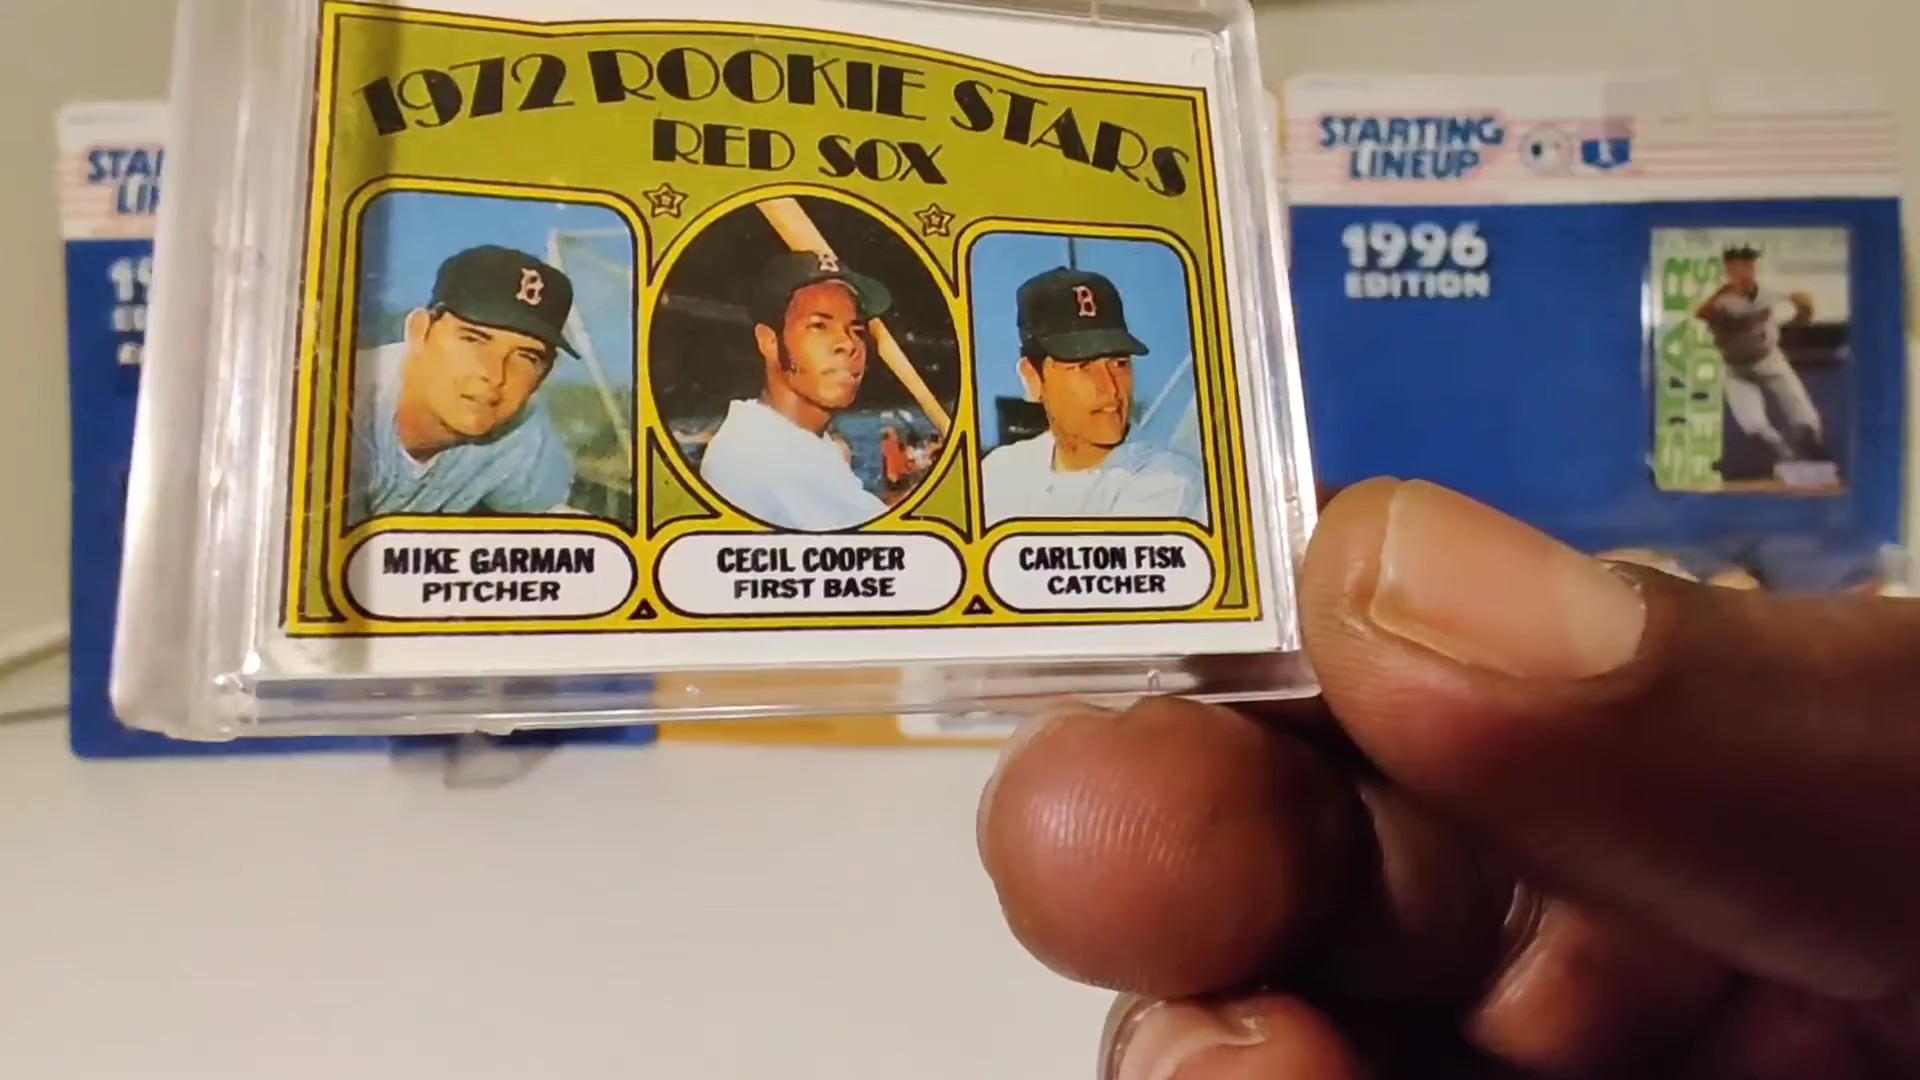 1972 ROOKIE STARS
RED SOX
MIKE GARMAN
PITCHER
CECIL COOPER
FIRST BASE
CARLTON FISK
CATCHER
STARTING
LINEUP
1996
EDITION